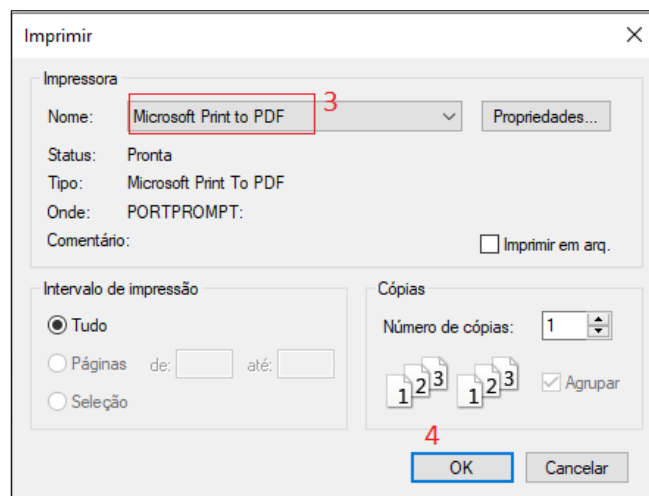 Imprimir
Impressora
Nome: Microsoft Print to PDF 3 Propriedades...
Status: Pronta
Tipo: Microsoft Print To PDF
Onde: PORTPROMPT:
Comentário: Imprimir em arq.
Intervalo de impressão
Tudo
Páginas de: até:
Seleção
Cópias
Número de cópias: 1
1 2 3 1 2 3 Agrupar
4
OK Cancelar